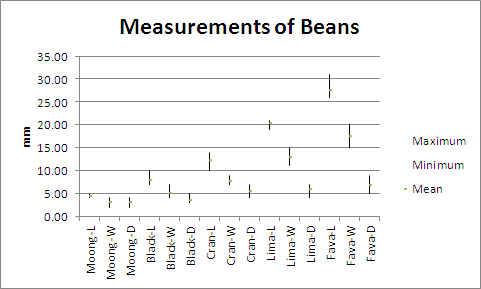 Measurements of Beans
35.00
30.00
25.00
20.00
15.00
10.00
5.00
0.00
mm
Moong-L
Moong-W
Moong-D
Black-L
Black-W
Black-D
Cran-L
Cran-W
Cran-D
Lima-L
Lima-W
Lima-D
Fava-L
Fava-W
Fava-D
Maximum
Minimum
Mean